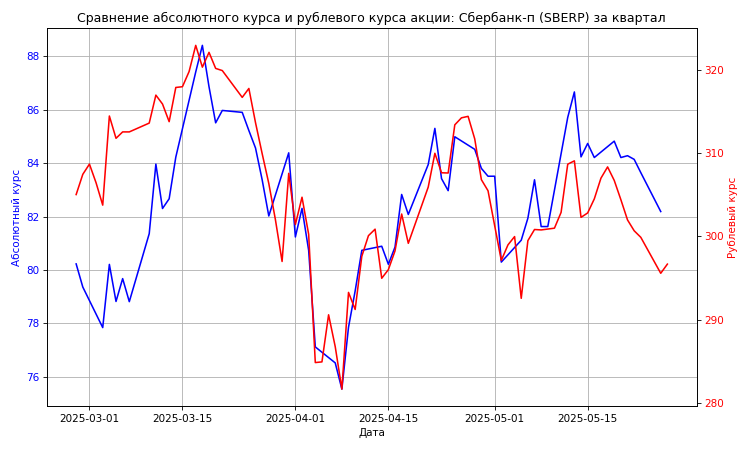 Сравнение абсолютного курса и рублевого курса акции: Сбербанк-п (SBERP) за квартал
88
86
84
82
80
78
76
Абсолютный курс
320
310
300
290
280
Рублевый курс
2025-03-01 2025-03-15 2025-04-01 2025-04-15 2025-05-01 2025-05-15
Дата